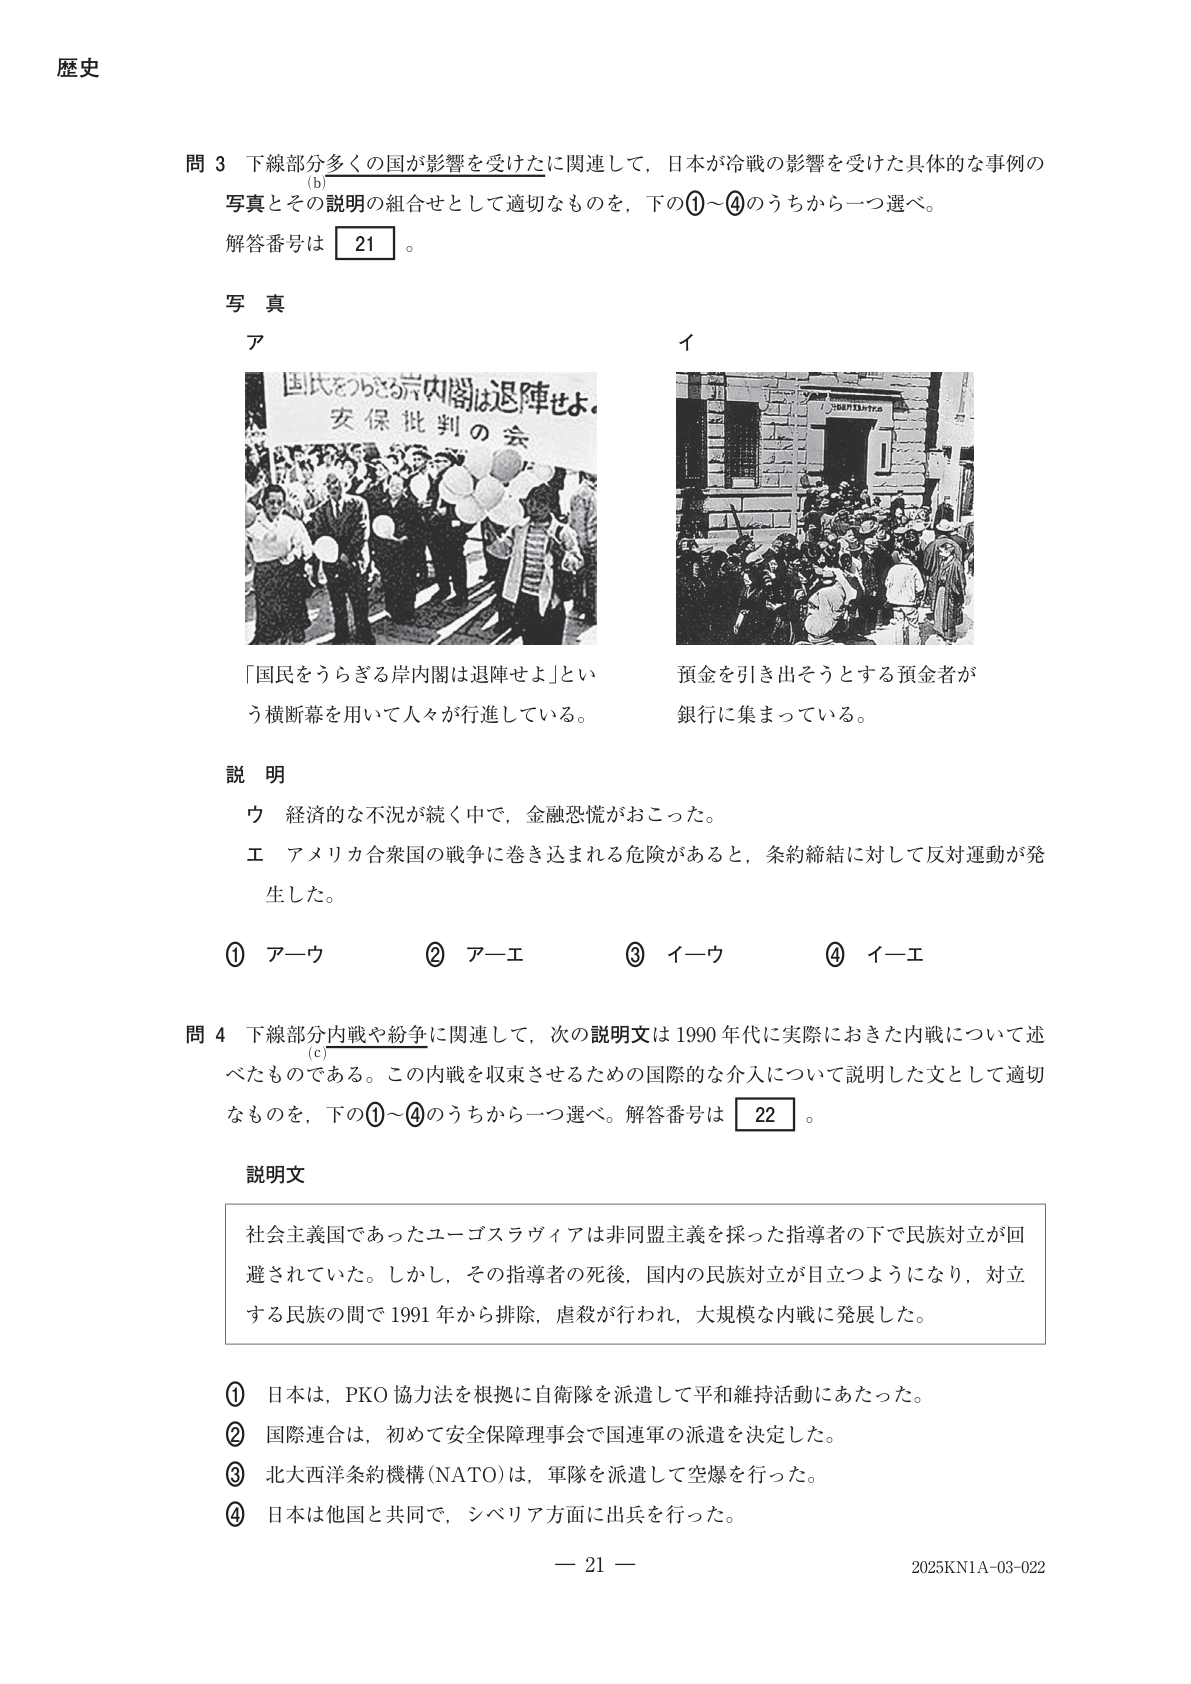 歴史
問 3 下線部分多くの国が影響を受けたに関連して，日本が冷戦の影響を受けた具体的な事例の
(b)
写真とその説明の組合せとして適切なものを，下の①～④のうちから一つ選べ。
解答番号は 21 。
写 真
ア
イ
国民をうらぎる岸内閣は退陣せよ。
安保批判の会
「国民をうらぎる岸内閣は退陣せよ」とい
う横断幕を用いて人々が行進している。
預金を引き出そうとする預金者が
銀行に集まっている。
説 明
ウ 経済的な不況が続く中で，金融恐慌がおこった。
エ アメリカ合衆国の戦争に巻き込まれる危険があると，条約締結に対して反対運動が発
生した。
① ア―ウ ② ア―エ ③ イ―ウ ④ イ―エ
問 4 下線部分内戦や紛争に関連して，次の説明文は 1990 年代に実際におきた内戦について述
(c)
べたものである。この内戦を収束させるための国際的な介入について説明した文として適切
なものを，下の①～④のうちから一つ選べ。解答番号は 22 。
説明文
社会主義国であったユーゴスラヴィアは非同盟主義を採った指導者の下で民族対立が回
避されていた。しかし，その指導者の死後，国内の民族対立が目立つようになり，対立
する民族の間で 1991 年から排除，虐殺が行われ，大規模な内戦に発展した。
① 日本は，PKO 協力法を根拠に自衛隊を派遣して平和維持活動にあたった。
② 国際連合は，初めて安全保障理事会で国連軍の派遣を決定した。
③ 北大西洋条約機構(NATO)は，軍隊を派遣して空爆を行った。
④ 日本は他国と共同で，シベリア方面に出兵を行った。
― 21 ―
2025KN1A-03-022